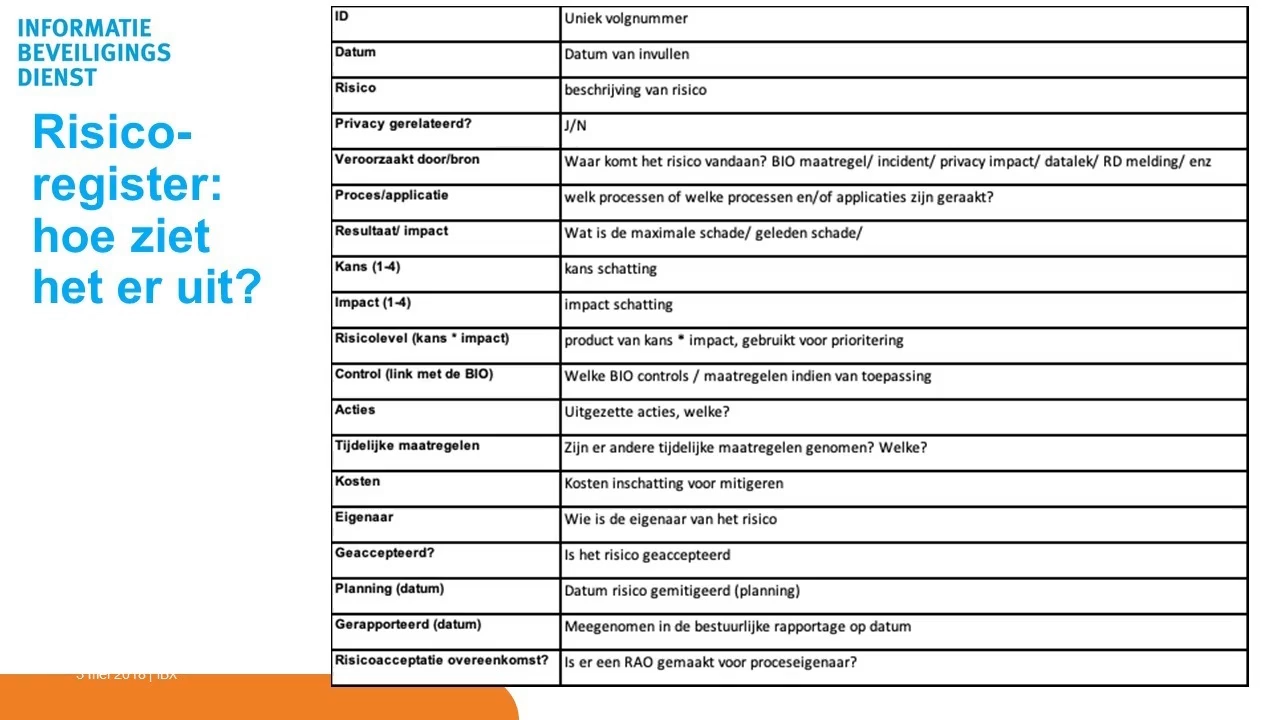 INFORMATIE
BEVEILIGINGS
DIENST
Risico-
register:
hoe ziet
het er uit?
ID Uniek volgnummer
Datum Datum van invullen
Risico beschrijving van risico
Privacy gerelateerd? J/N
Veroorzaakt door/bron Waar komt het risico vandaan? BIO maatregel/ incident/ privacy impact/ datalek/ RD melding/ enz
Proces/applicatie welk processen of welke processen en/of applicaties zijn geraakt?
Resultaat/ impact Wat is de maximale schade/ geleden schade/
Kans (1-4) kans schatting
Impact (1-4) impact schatting
Risicolevel (kans * impact) product van kans * impact, gebruikt voor prioritering
Control (link met de BIO) Welke BIO controls / maatregelen indien van toepassing
Acties Uitgezette acties, welke?
Tijdelijke maatregelen Zijn er andere tijdelijke maatregelen genomen? Welke?
Kosten Kosten inschatting voor mitigeren
Eigenaar Wie is de eigenaar van het risico
Geaccepteerd? Is het risico geaccepteerd
Planning (datum) Datum risico gemitigeerd (planning)
Gerapporteerd (datum) Meegenomen in de bestuurlijke rapportage op datum
Risicoacceptatie overeenkomst? Is er een RAO gemaakt voor proceseigenaar?
mei 2018 |